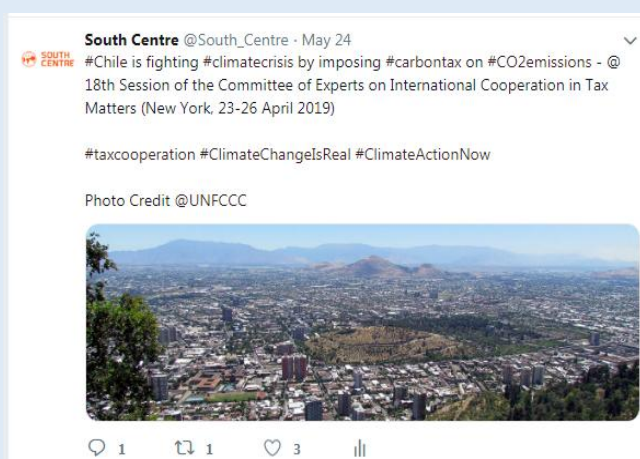 South Centre @South_Centre · May 24
SOUTH
CENTRE
#Chile is fighting #climatecrisis by imposing #carbontax on #CO2emissions - @
18th Session of the Committee of Experts on International Cooperation in Tax
Matters (New York, 23-26 April 2019)
#taxcooperation #ClimateChangeIsReal #ClimateActionNow
Photo Credit @UNFCCC
1 1 3